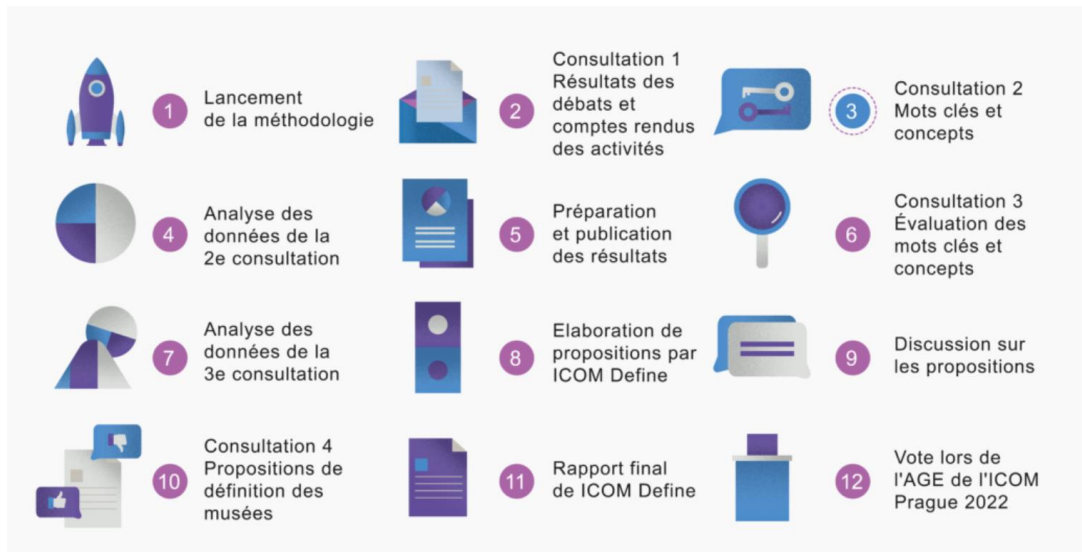 1
Lancement
de la méthodologie
2
Consultation 1
Résultats des
débats et
comptes rendus
des activités
3
Consultation 2
Mots clés et
concepts
4
Analyse des
données de la
2e consultation
5
Préparation
et publication
des résultats
6
Consultation 3
Évaluation des
mots clés et
concepts
7
Analyse des
données de la
3e consultation
8
Elaboration de
propositions par
ICOM Define
9
Discussion sur
les propositions
10
Consultation 4
Propositions de
définition des
musées
11
Rapport final
de ICOM Define
12
Vote lors de
l'AGE de l'ICOM
Prague 2022